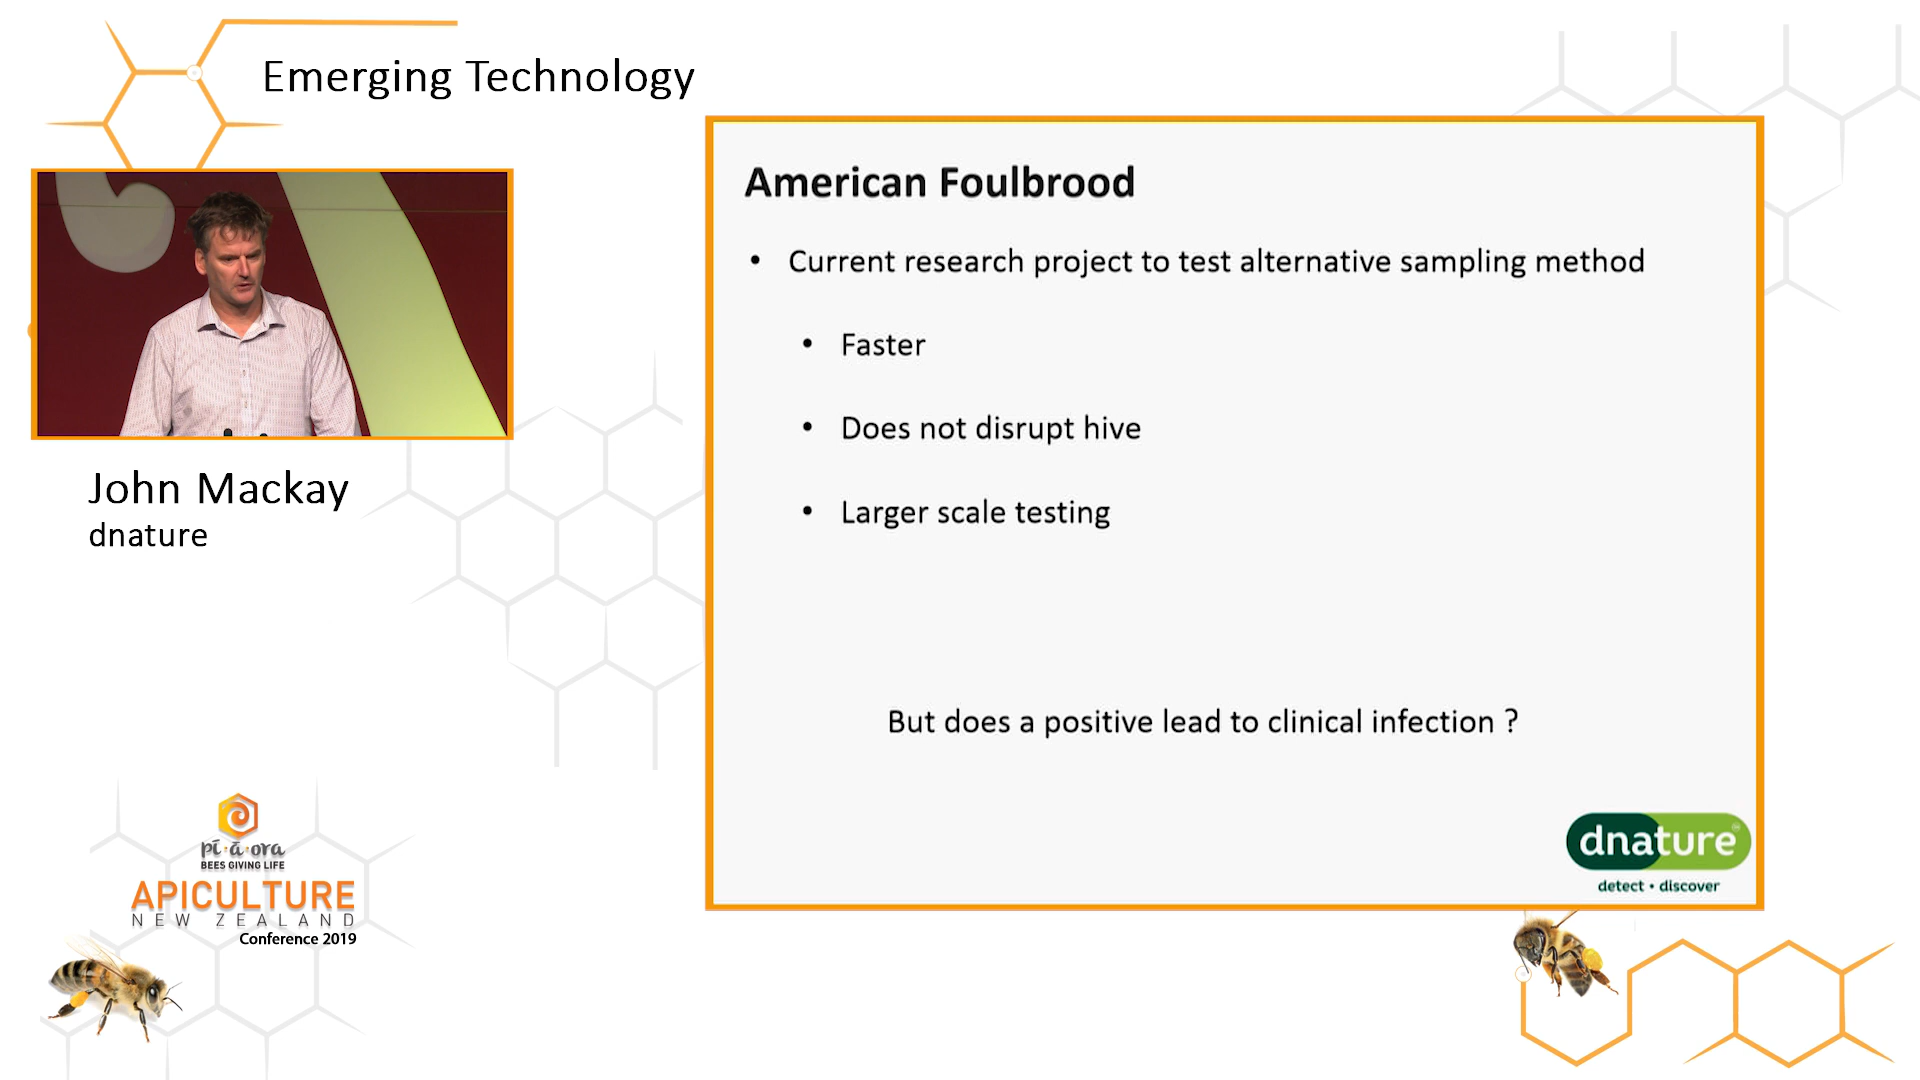 Emerging Technology
American Foulbrood
• Current research project to test alternative sampling method
• Faster
• Does not disrupt hive
• Larger scale testing
But does a positive lead to clinical infection ?
dnature
detect • discover
John Mackay
dnature
pī·ā·ora
BEES GIVING LIFE
APICULTURE
NEW ZEALAND
Conference 2019